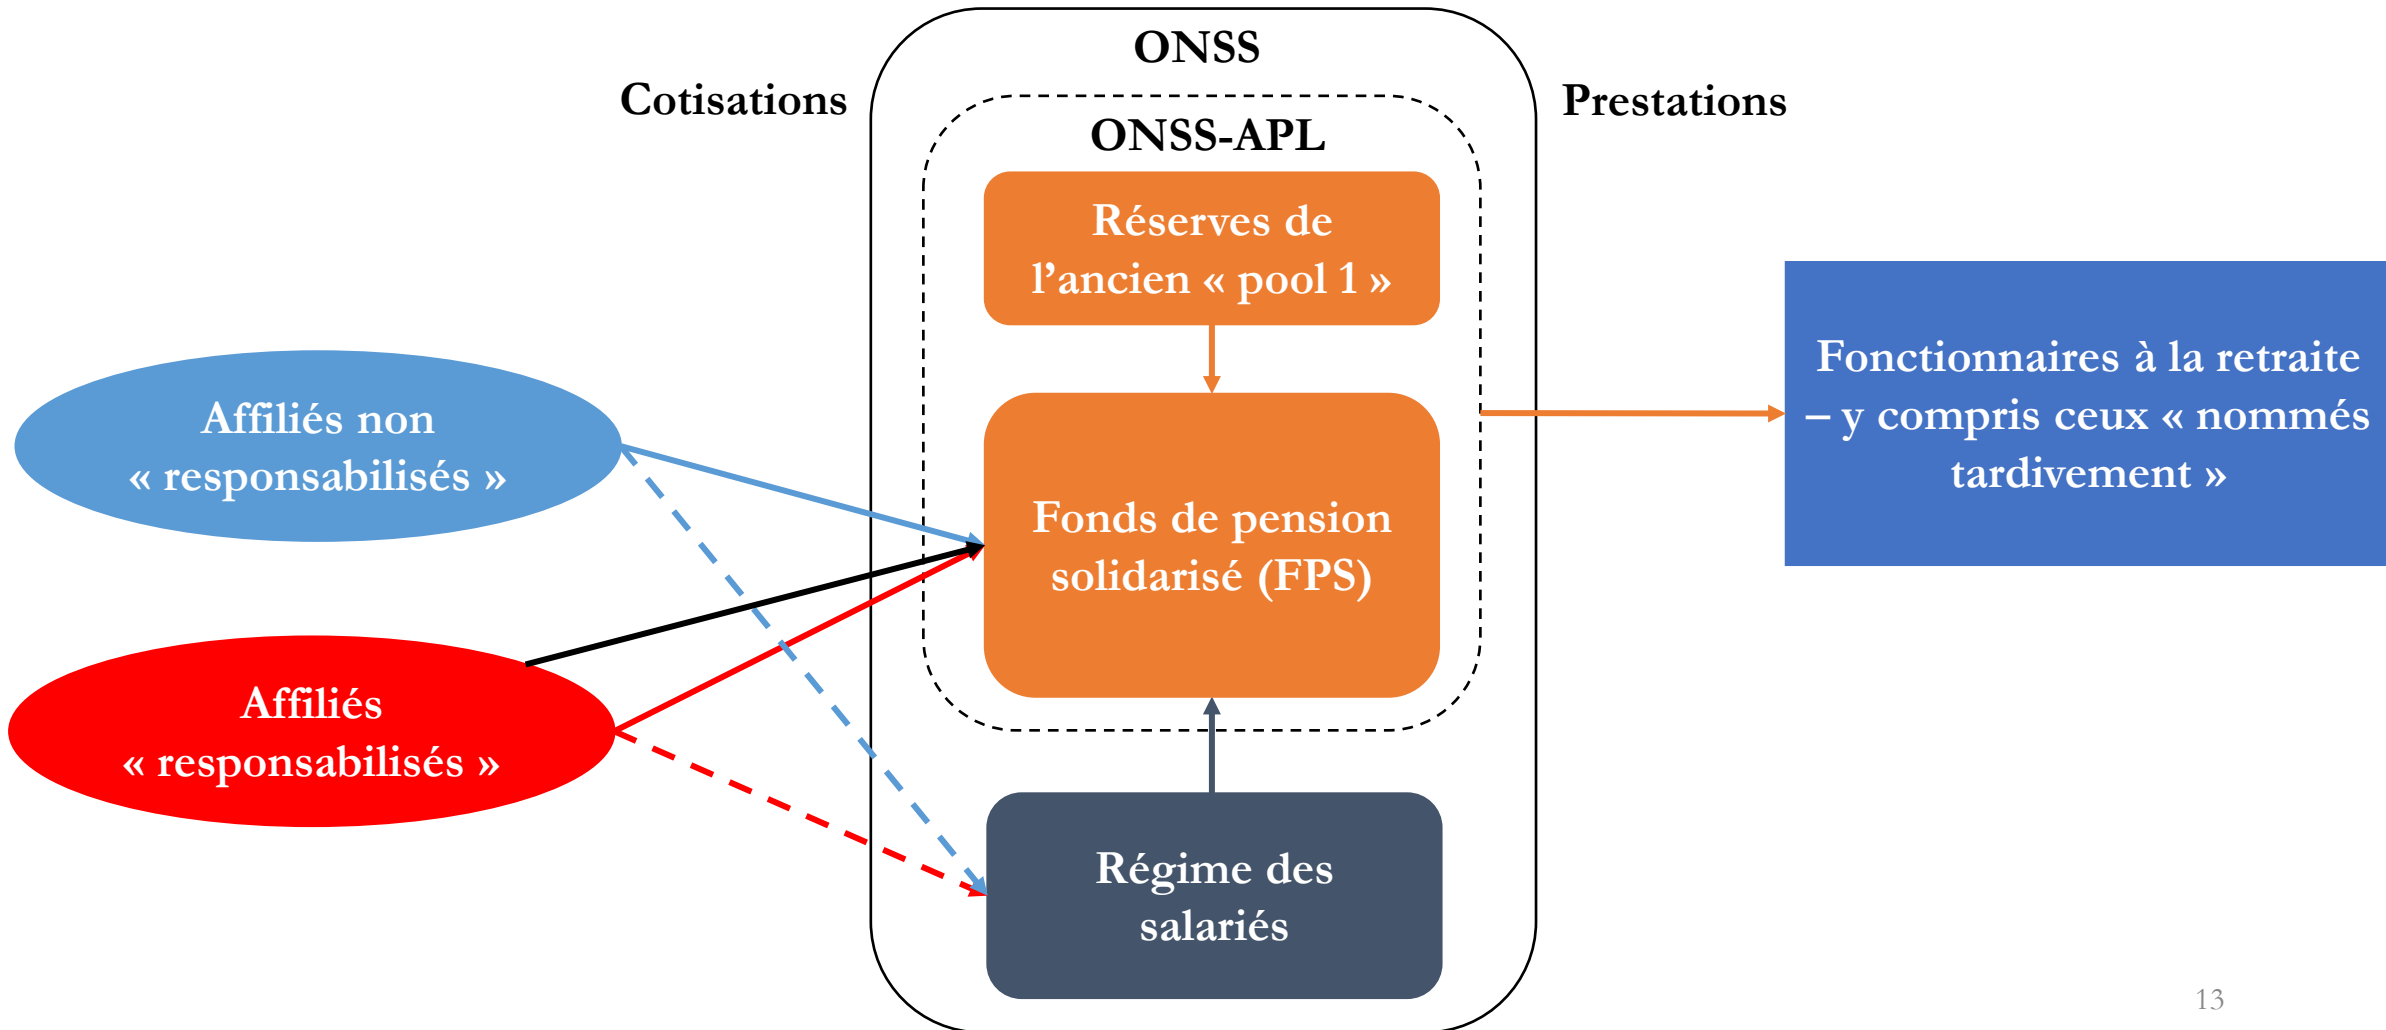 ONSS
Cotisations
Prestations
ONSS-APL
Réserves de
l’ancien « pool 1 »
Affiliés non
« responsabilisés »
Fonds de pension
solidarisé (FPS)
Fonctionnaires à la retraite
– y compris ceux « nommés
tardivement »
Affiliés
« responsabilisés »
Régime des
salariés
13